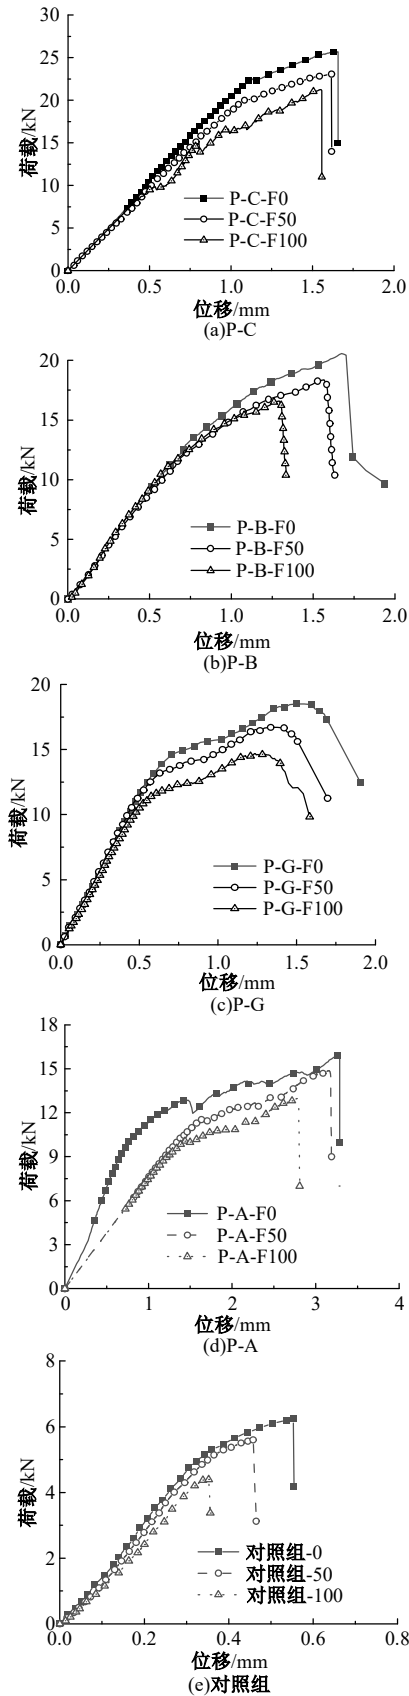 30
25
20
15
10
5
0
荷载/kN
P-C-F0
P-C-F50
P-C-F100
0.0 0.5 1.0 1.5 2.0
位移/mm
(a)P-C
20
15
10
5
0
荷载/kN
P-B-F0
P-B-F50
P-B-F100
0.0 0.5 1.0 1.5 2.0
位移/mm
(b)P-B
20
15
10
5
0
荷载/kN
P-G-F0
P-G-F50
P-G-F100
0.0 0.5 1.0 1.5 2.0
位移/mm
(c)P-G
18
15
12
9
6
3
0
荷载/kN
P-A-F0
P-A-F50
P-A-F100
0 1 2 3 4
位移/mm
(d)P-A
8
6
4
2
0
荷载/kN
对照组-0
对照组-50
对照组-100
0.0 0.2 0.4 0.6 0.8
位移/mm
(e)对照组